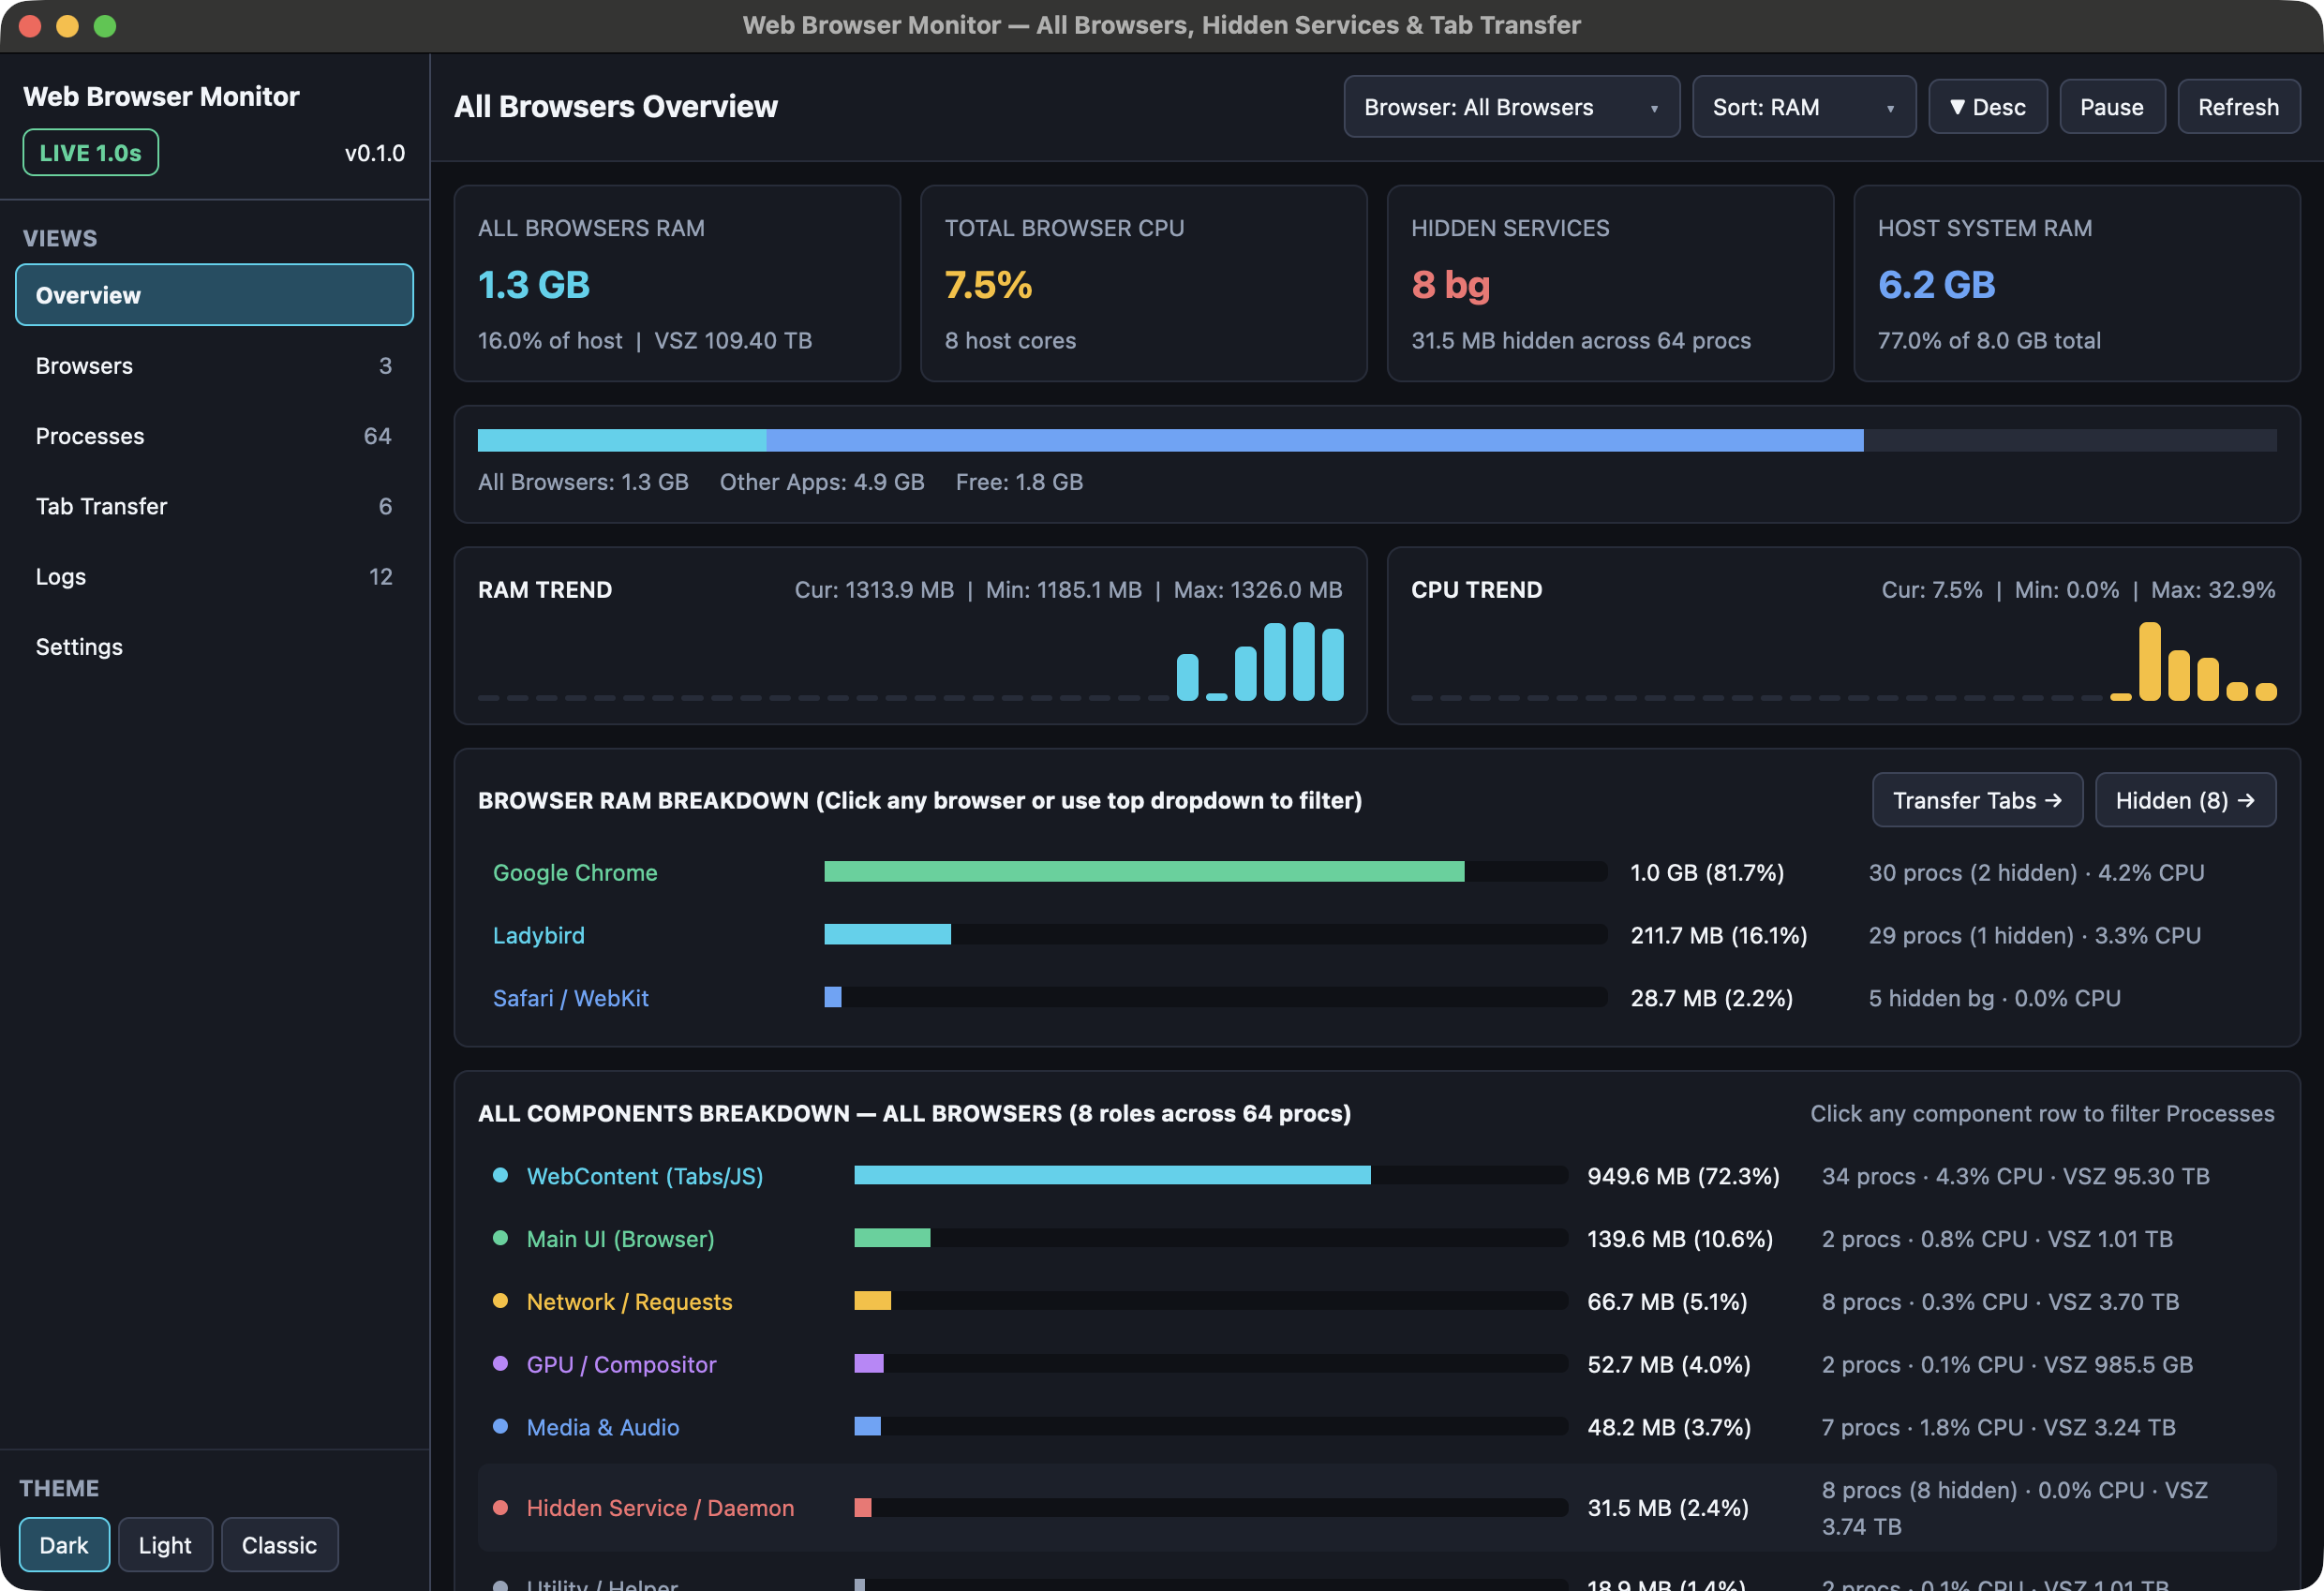 Web Browser Monitor — All Browsers, Hidden Services & Tab Transfer
Web Browser Monitor
LIVE 1.0s
v0.1.0
VIEWS
Overview
Browsers 3
Processes 64
Tab Transfer 6
Logs 12
Settings
THEME
Dark Light Classic
All Browsers Overview
Browser: All Browsers ▾
Sort: RAM ▾
▼ Desc
Pause
Refresh
ALL BROWSERS RAM
1.3 GB
16.0% of host | VSZ 109.40 TB
TOTAL BROWSER CPU
7.5%
8 host cores
HIDDEN SERVICES
8 bg
31.5 MB hidden across 64 procs
HOST SYSTEM RAM
6.2 GB
77.0% of 8.0 GB total
All Browsers: 1.3 GB Other Apps: 4.9 GB Free: 1.8 GB
RAM TREND Cur: 1313.9 MB | Min: 1185.1 MB | Max: 1326.0 MB
CPU TREND Cur: 7.5% | Min: 0.0% | Max: 32.9%
BROWSER RAM BREAKDOWN (Click any browser or use top dropdown to filter)
Transfer Tabs →
Hidden (8) →
Google Chrome 1.0 GB (81.7%) 30 procs (2 hidden) · 4.2% CPU
Ladybird 211.7 MB (16.1%) 29 procs (1 hidden) · 3.3% CPU
Safari / WebKit 28.7 MB (2.2%) 5 hidden bg · 0.0% CPU
ALL COMPONENTS BREAKDOWN — ALL BROWSERS (8 roles across 64 procs) Click any component row to filter Processes
WebContent (Tabs/JS) 949.6 MB (72.3%) 34 procs · 4.3% CPU · VSZ 95.30 TB
Main UI (Browser) 139.6 MB (10.6%) 2 procs · 0.8% CPU · VSZ 1.01 TB
Network / Requests 66.7 MB (5.1%) 8 procs · 0.3% CPU · VSZ 3.70 TB
GPU / Compositor 52.7 MB (4.0%) 2 procs · 0.1% CPU · VSZ 985.5 GB
Media & Audio 48.2 MB (3.7%) 7 procs · 1.8% CPU · VSZ 3.24 TB
Hidden Service / Daemon 31.5 MB (2.4%) 8 procs (8 hidden) · 0.0% CPU · VSZ
3.74 TB
Utility / Helper 18.9 MB (1.4%) 2 procs · 0.1% CPU · VSZ 1.01 TB